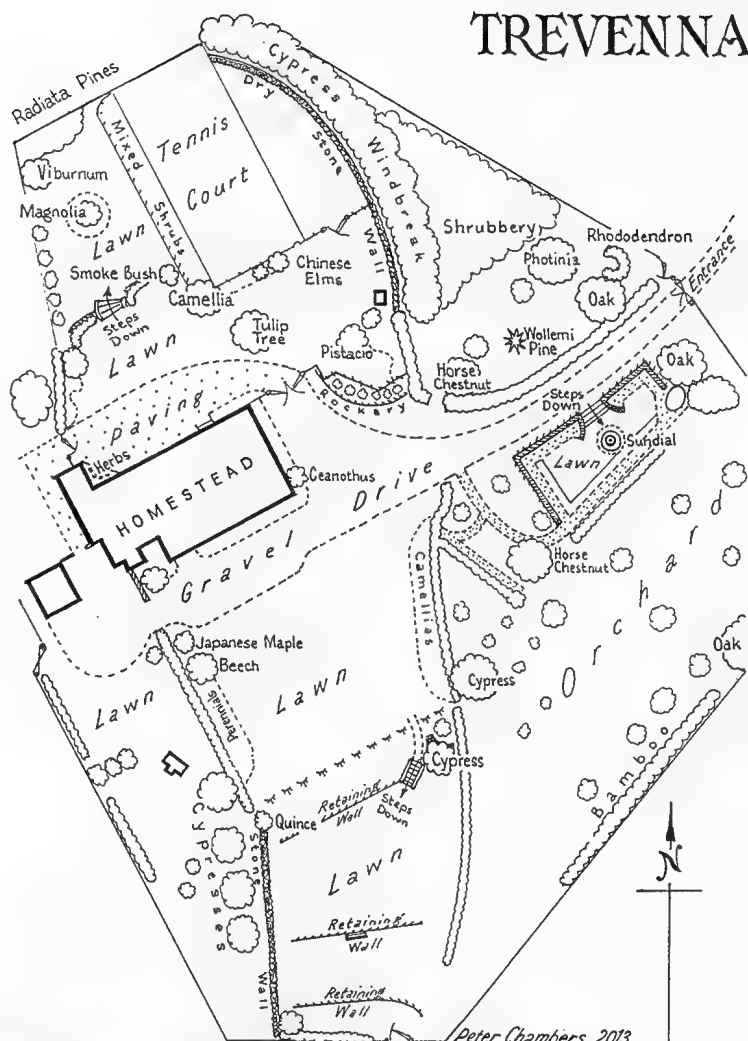 TREVENNA
Radiata Pines
Cypress Windbreak
Dry Stone Wall
Tennis
Court
Mixed Shrubs
Viburnum
Magnolia
Lawn
Shrubbery
Rhododendron
Photinia
Entrance
Smoke Bush
Camellia
Chinese
Elms
Oak
Steps
Down
Lawn
Tulip
Tree
Pistacio
Wollemi
Pine
Horse
Chestnut
Rockery
Steps
Down
Oak
Sundial
Lawn
Paving
Herbs
HOMESTEAD
Ceanothus
Gravel Drive
Camellias
Horse
Chestnut
Orchard
Japanese Maple
Beech
Lawn
Perennials
Lawn
Cypress
Oak
Cypress
Steps
Down
Retaining
Wall
Bamboo
Quince
Cypresses
Stone Wall
Lawn
N
Retaining
Wall
Retaining
Wall
Peter Chambers 2013